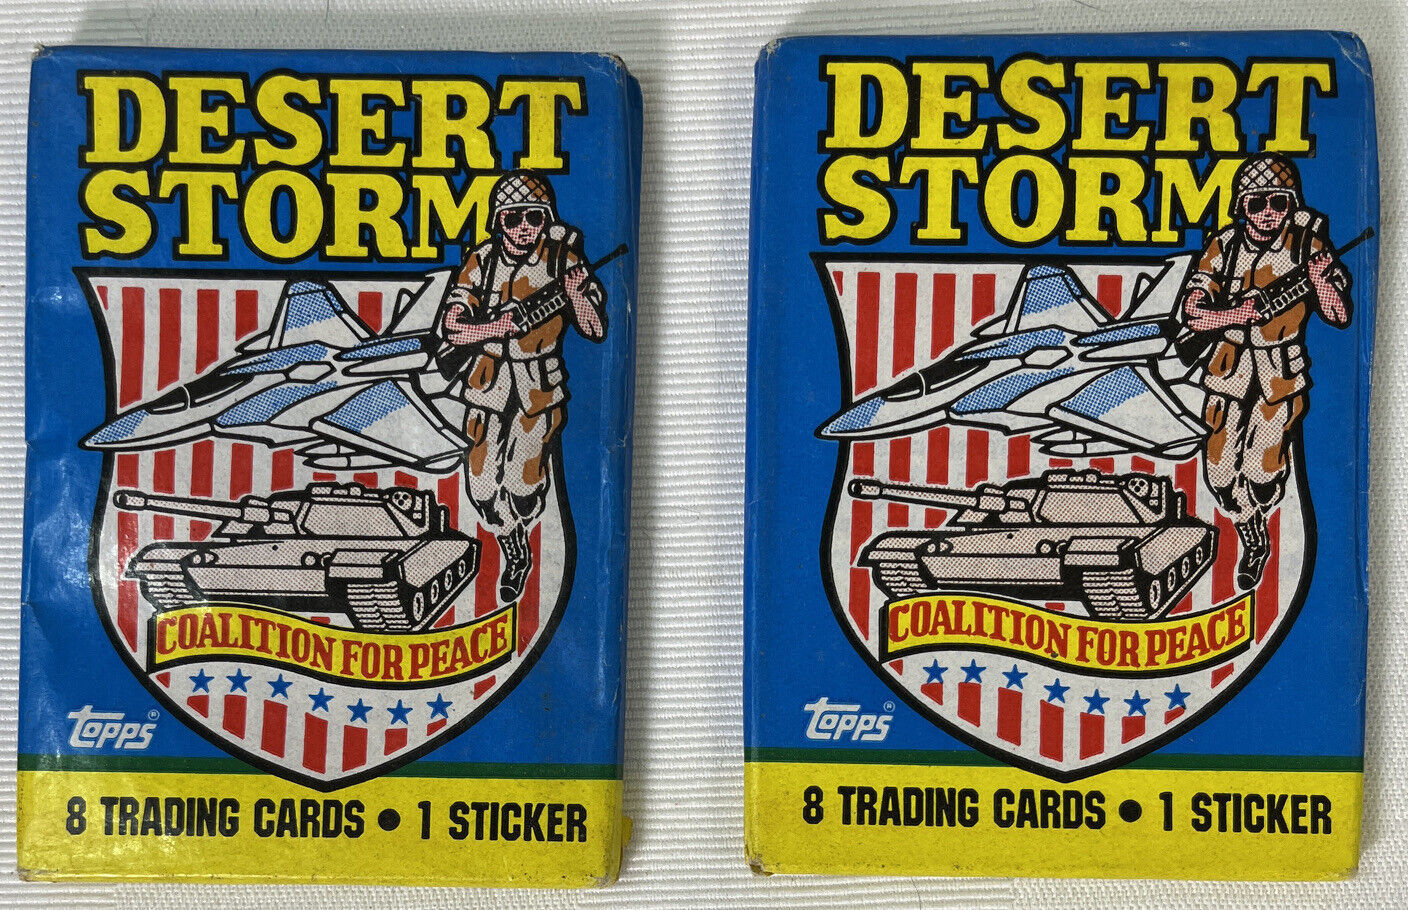 DESERT
STORM
COALITION FOR PEACE
topps®
8 TRADING CARDS • 1 STICKER
DESERT
STORM
COALITION FOR PEACE
topps®
8 TRADING CARDS • 1 STICKER